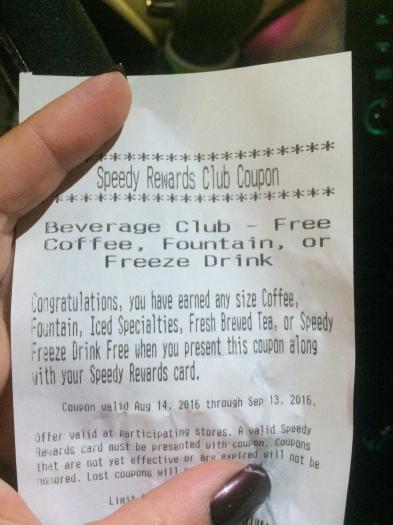 **********************
Speedy Rewards Club Coupon
**********************
Beverage Club - Free
Coffee, Fountain, or
Freeze Drink
Congratulations, you have earned any size Coffee,
Fountain, Iced Specialties, Fresh Brewed Tea, or Speedy
Freeze Drink Free when you present this coupon along
with your Speedy Rewards card.
Coupon valid Aug 14, 2016 through Sep 13, 2016.
Offer valid at participating stores. A valid Speedy
Rewards card must be presented with coupon. Coupons
that are not yet effective or are expired will not be
honored. Lost coupons will